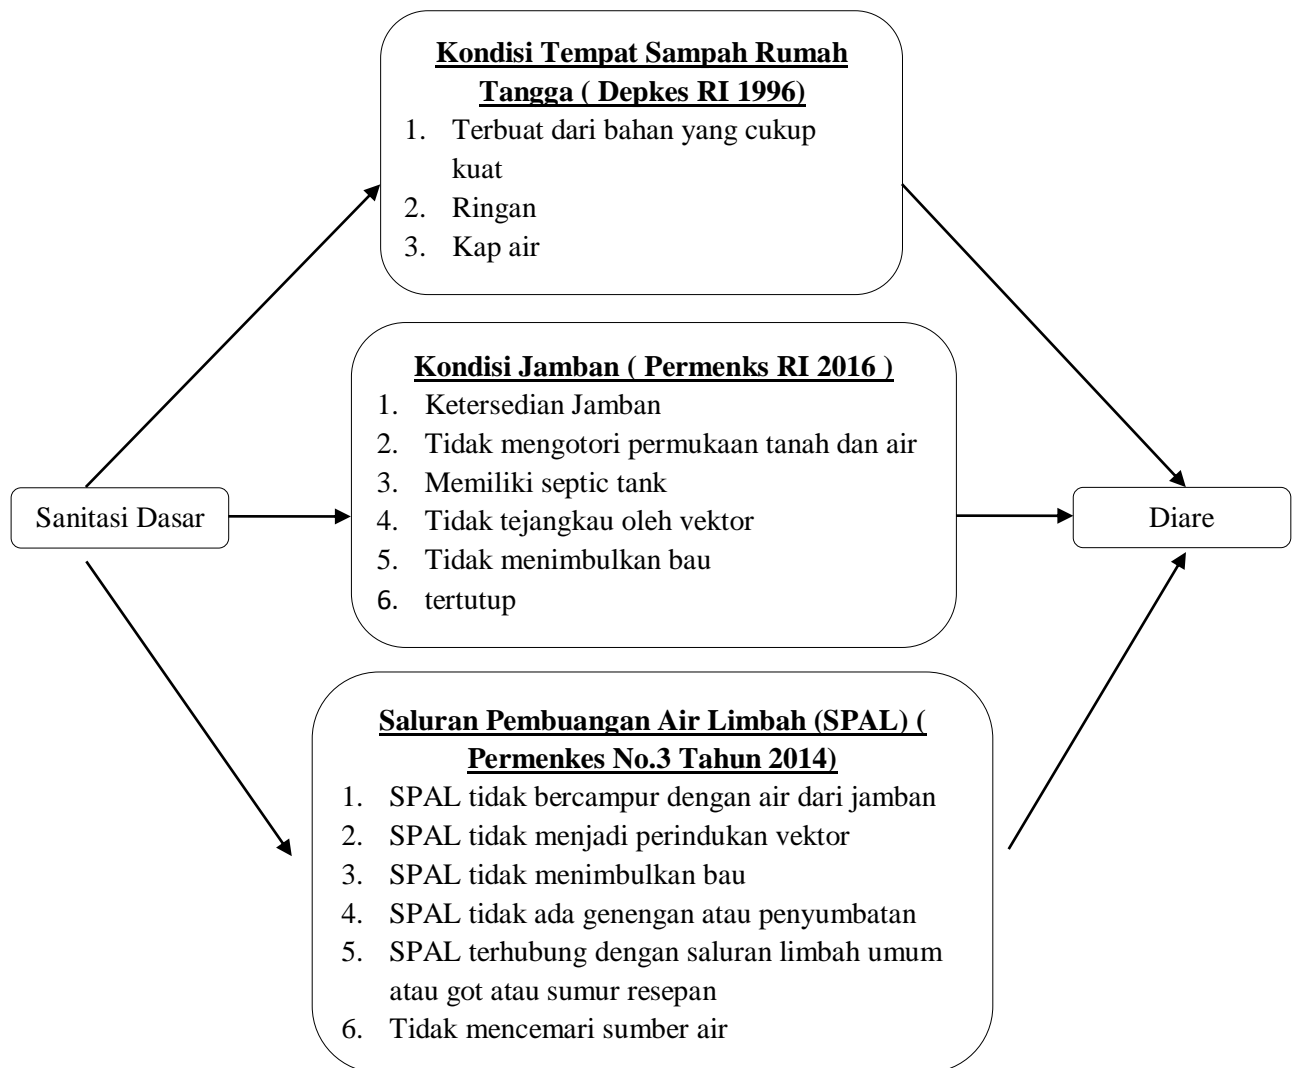 Kondisi Tempat Sampah Rumah
Tangga ( Depkes RI 1996)
1. Terbuat dari bahan yang cukup
kuat
2. Ringan
3. Kap air
Kondisi Jamban ( Permenks RI 2016 )
1. Ketersedian Jamban
2. Tidak mengotori permukaan tanah dan air
3. Memiliki septic tank
4. Tidak tejangkau oleh vektor
5. Tidak menimbulkan bau
6. tertutup
Sanitasi Dasar
Diare
Saluran Pembuangan Air Limbah (SPAL) (
Permenkes No.3 Tahun 2014)
1. SPAL tidak bercampur dengan air dari jamban
2. SPAL tidak menjadi perindukan vektor
3. SPAL tidak menimbulkan bau
4. SPAL tidak ada genengan atau penyumbatan
5. SPAL terhubung dengan saluran limbah umum
atau got atau sumur resepan
6. Tidak mencemari sumber air